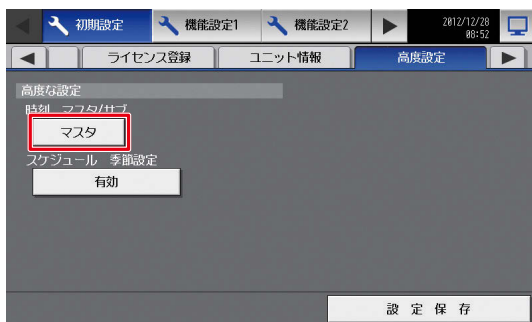 初期設定 機能設定1 機能設定2 2012/12/28
08:52
ライセンス登録 ユニット情報 高度設定
高度な設定
時刻 マスタ/サブ
マスタ
スケジュール 季節設定
有効
設 定 保 存